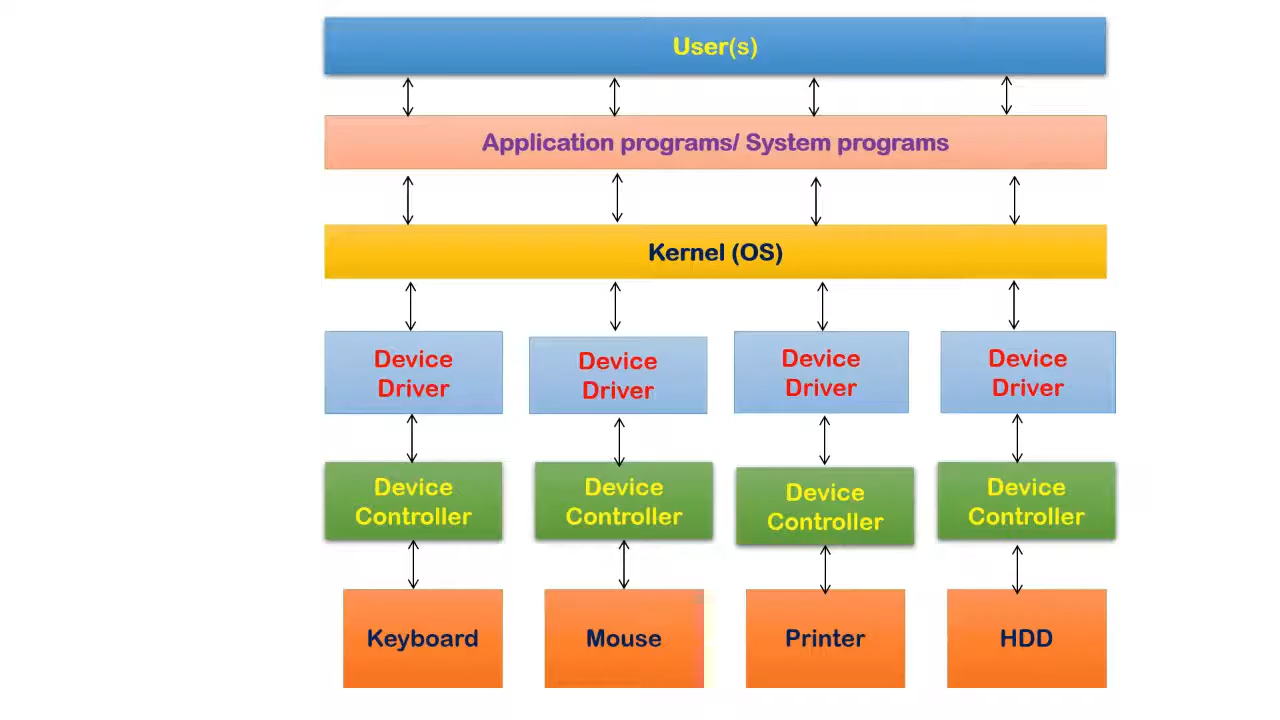 User(s)
Application programs/ System programs
Kernel (OS)
Device
Driver
Device
Driver
Device
Driver
Device
Driver
Device
Controller
Device
Controller
Device
Controller
Device
Controller
Keyboard
Mouse
Printer
HDD